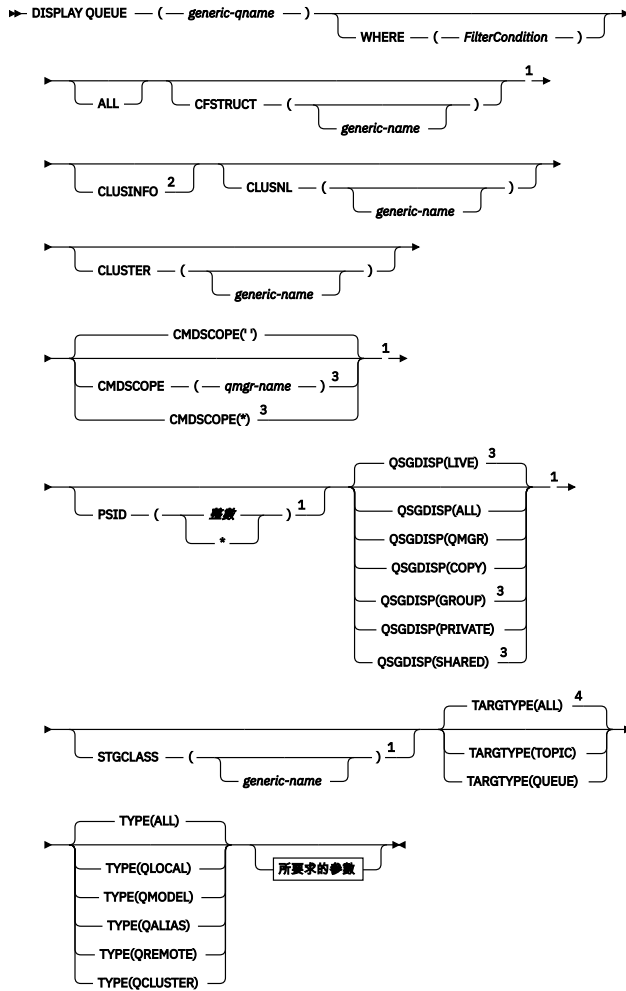 DISPLAY QUEUE ( generic-qname )
WHERE ( FilterCondition )
ALL CFSTRUCT ( generic-name ) 1
CLUSINFO 2 CLUSNL ( generic-name )
CLUSTER ( generic-name )
CMDSCOPE(' ')
1
CMDSCOPE ( qmgr-name ) 3
CMDSCOPE(*) 3
QSGDISP(LIVE) 3
1
PSID ( 整數 ) 1
*
QSGDISP(ALL)
QSGDISP(QMGR)
QSGDISP(COPY)
QSGDISP(GROUP) 3
QSGDISP(PRIVATE)
QSGDISP(SHARED) 3
TARGTYPE(ALL) 4
STGCLASS ( generic-name ) 1
TARGTYPE(TOPIC)
TARGTYPE(QUEUE)
TYPE(ALL)
TYPE(QLOCAL)
所要求的參數
TYPE(QMODEL)
TYPE(QALIAS)
TYPE(QREMOTE)
TYPE(QCLUSTER)